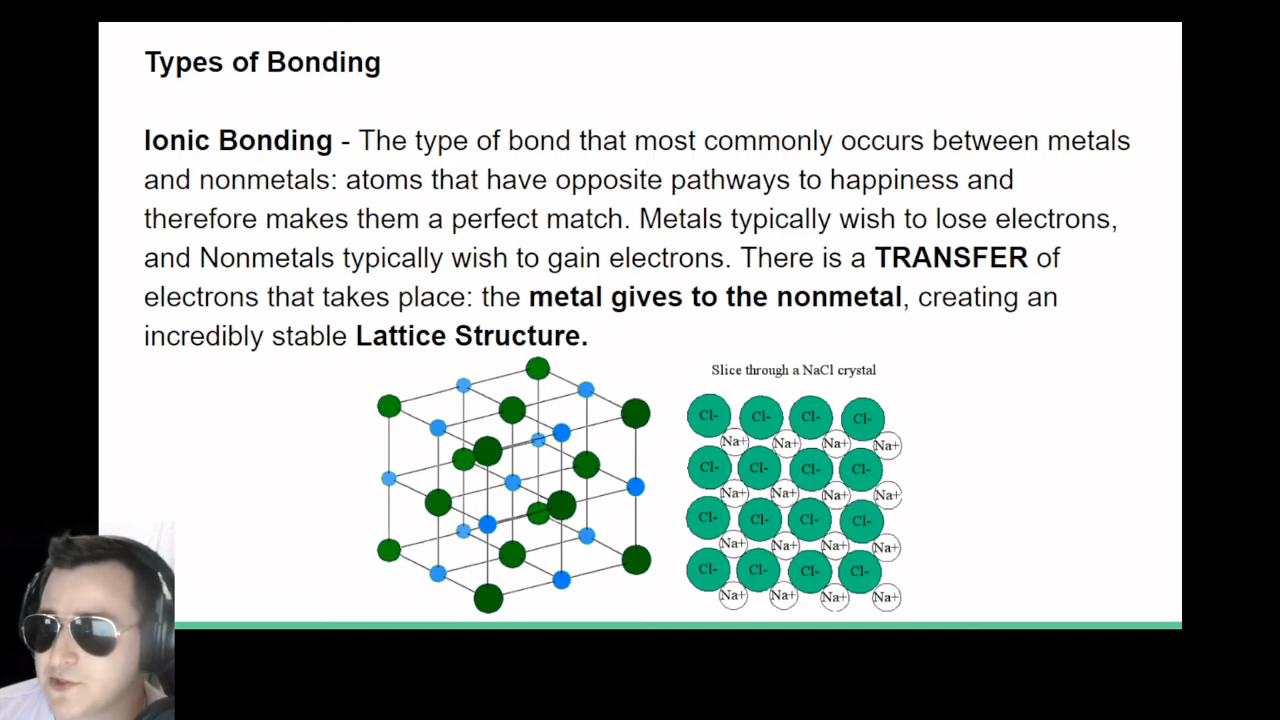 Types of Bonding
Ionic Bonding - The type of bond that most commonly occurs between metals
and nonmetals: atoms that have opposite pathways to happiness and
therefore makes them a perfect match. Metals typically wish to lose electrons,
and Nonmetals typically wish to gain electrons. There is a TRANSFER of
electrons that takes place: the metal gives to the nonmetal, creating an
incredibly stable Lattice Structure.
Slice through a NaCl crystal
Cl- Cl- Cl- Cl-
Na+ Na+ Na+ Na+
Cl- Cl- Cl- Cl-
Na+ Na+ Na+ Na+
Cl- Cl- Cl- Cl-
Na+ Na+ Na+ Na+
Cl- Cl- Cl- Cl-
Na+ Na+ Na+ Na+